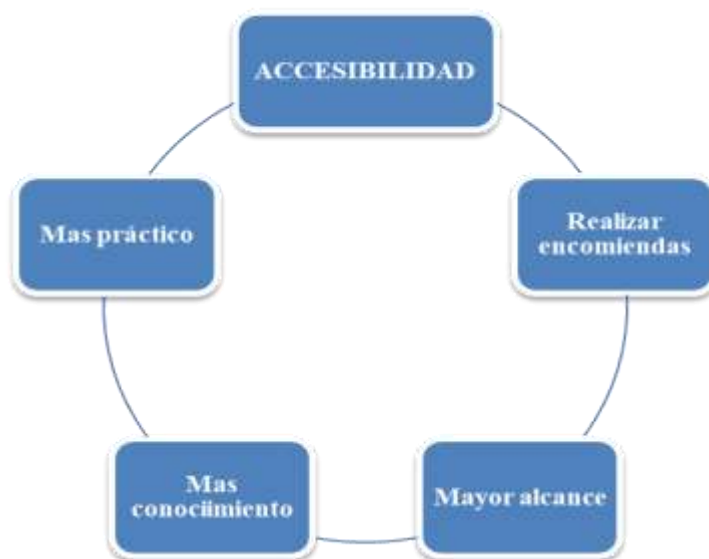 ACCESIBILIDAD
Realizar
encomiendas
Mayor alcance
Mas
conociimiento
Mas práctico